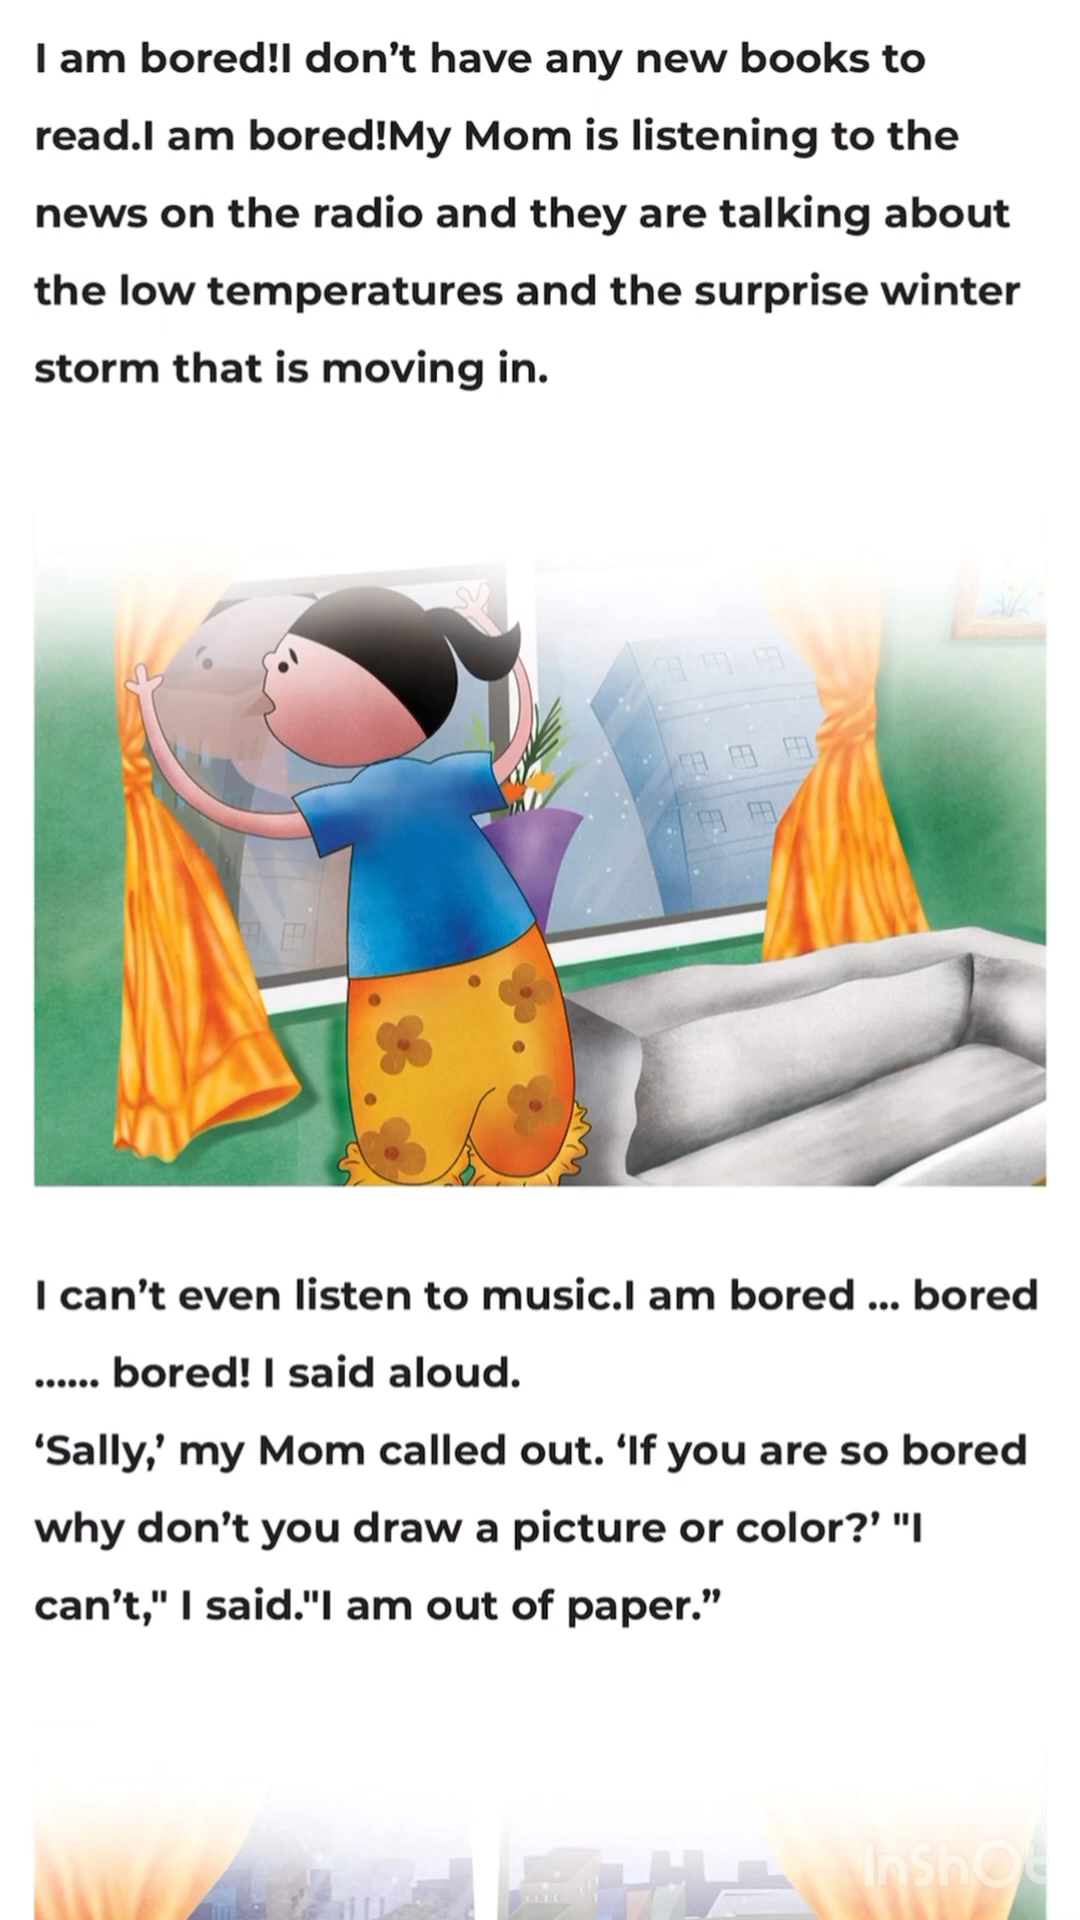 I am bored!I don’t have any new books to
read.I am bored!My Mom is listening to the
news on the radio and they are talking about
the low temperatures and the surprise winter
storm that is moving in.
I can’t even listen to music.I am bored ... bored
...... bored! I said aloud.
‘Sally,’ my Mom called out. ‘If you are so bored
why don’t you draw a picture or color?’ "I
can’t," I said."I am out of paper.”
InShOt